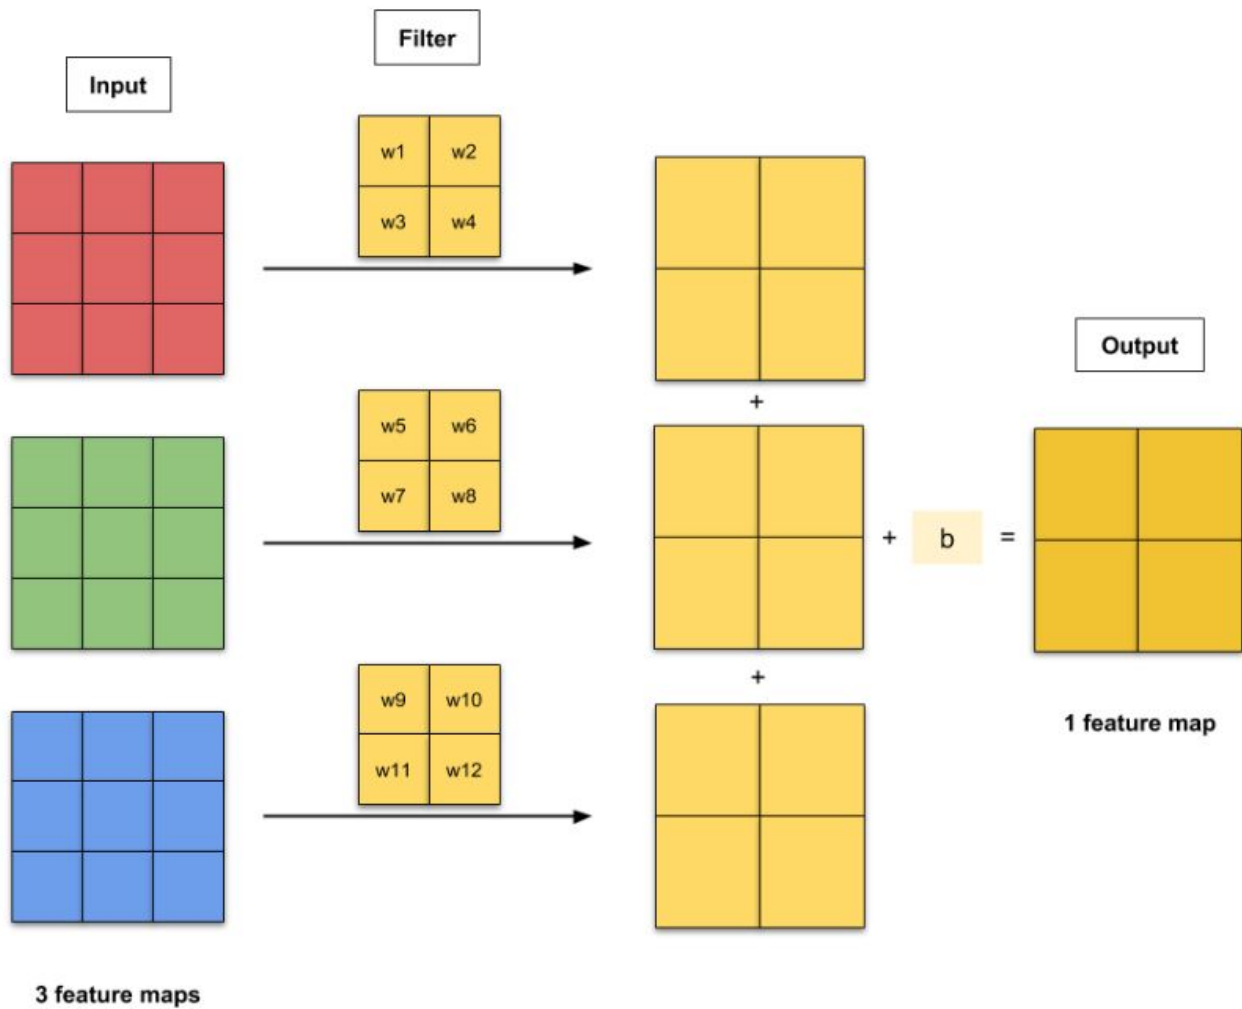 Filter
Input
w1 w2
w3 w4
+
w5 w6
w7 w8
+ b =
Output
+
w9 w10
w11 w12
1 feature map
3 feature maps